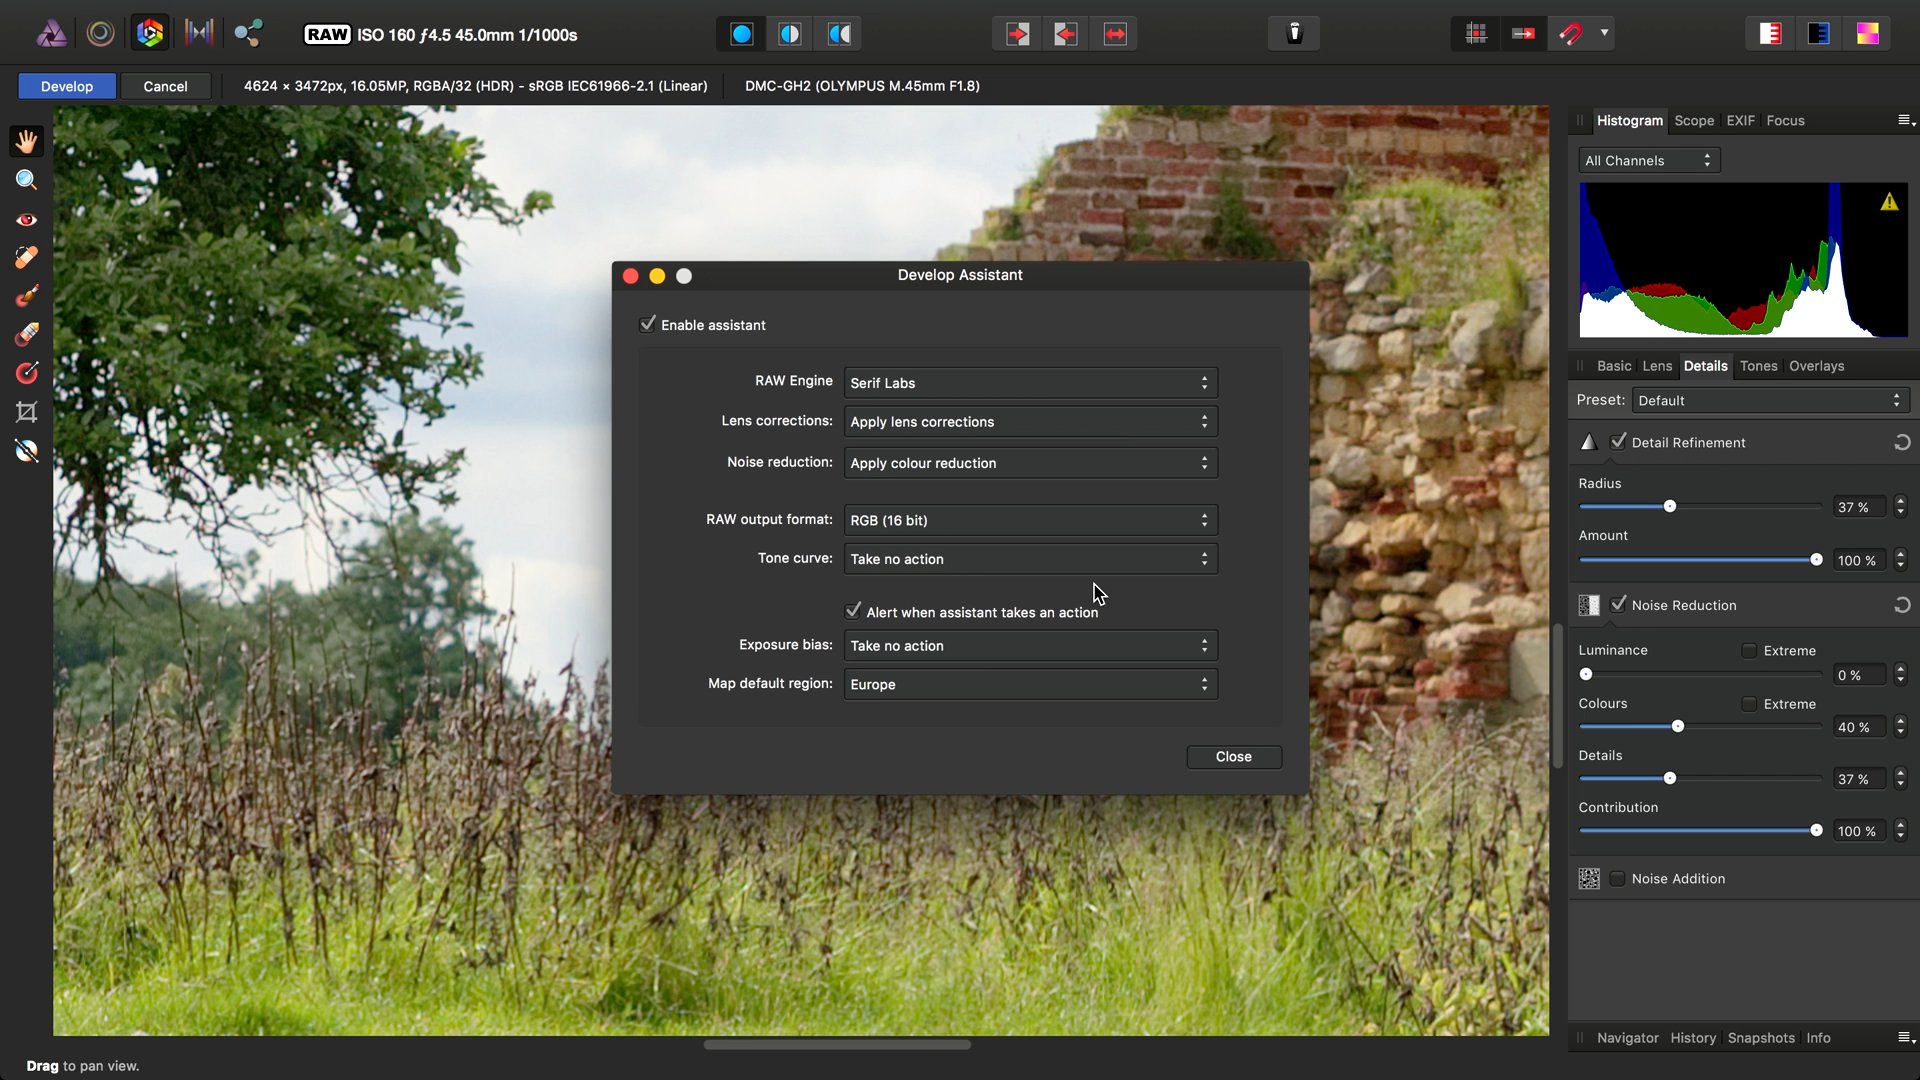 RAW ISO 160 ƒ4.5 45.0mm 1/1000s
Develop Cancel 4624 × 3472px, 16.05MP, RGBA/32 (HDR) - sRGB IEC61966-2.1 (Linear) DMC-GH2 (OLYMPUS M.45mm F1.8)
Histogram Scope EXIF Focus
All Channels
Develop Assistant
Enable assistant
RAW Engine Serif Labs
Lens corrections: Apply lens corrections
Noise reduction: Apply colour reduction
RAW output format: RGB (16 bit)
Tone curve: Take no action
Alert when assistant takes an action
Exposure bias: Take no action
Map default region: Europe
Close
Basic Lens Details Tones Overlays
Preset: Default
Detail Refinement
Radius
37 %
Amount
100 %
Noise Reduction
Luminance Extreme
0 %
Colours Extreme
40 %
Details
37 %
Contribution
100 %
Noise Addition
Navigator History Snapshots Info
Drag to pan view.